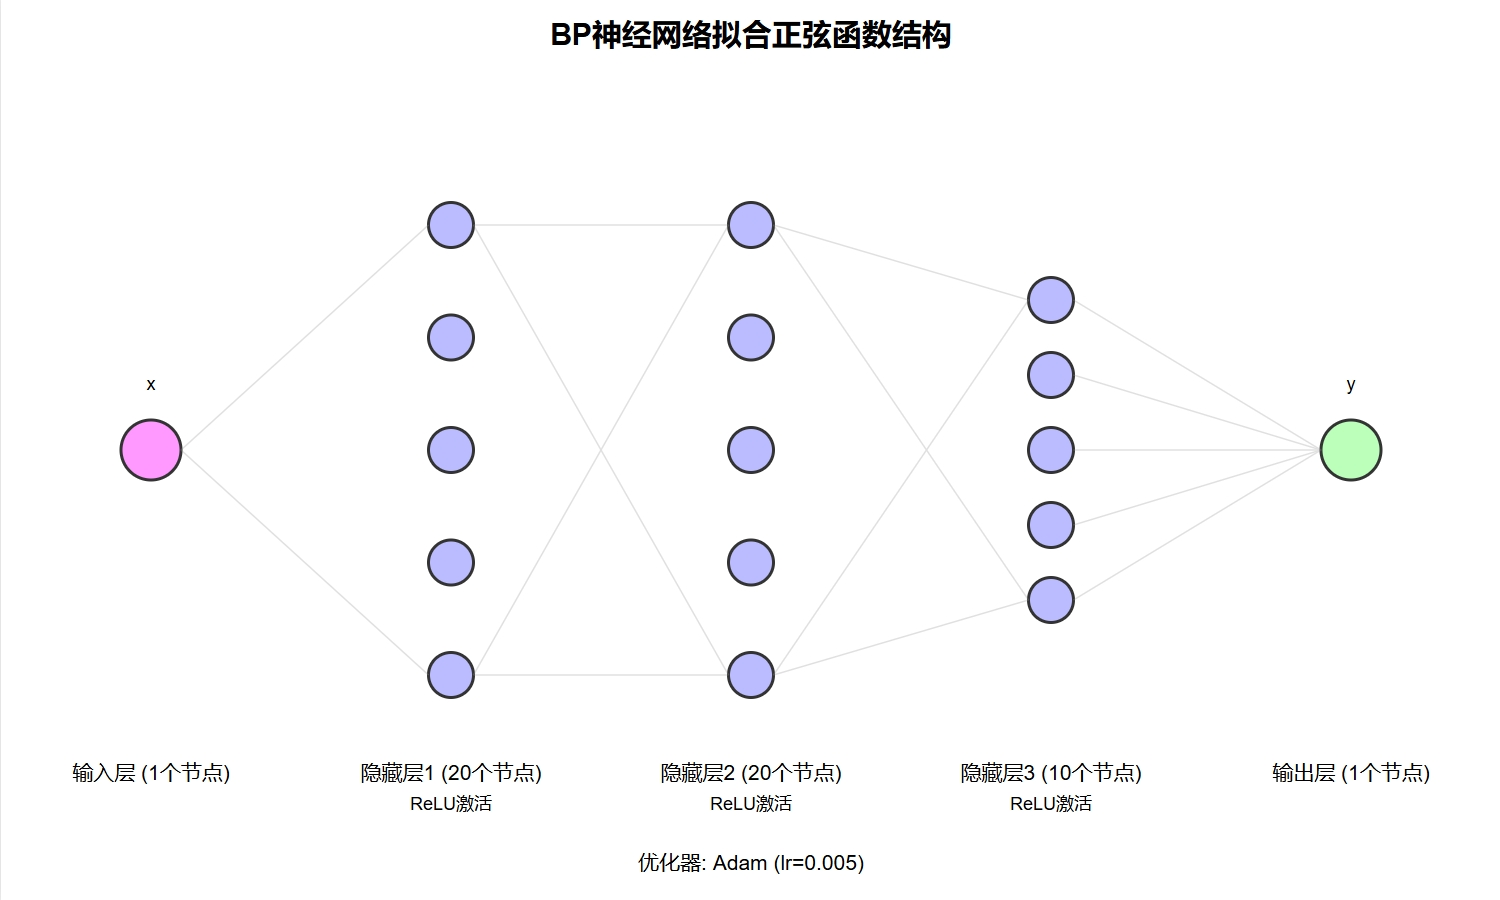 BP神经网络拟合正弦函数结构
x
y
输入层 (1个节点)
隐藏层1 (20个节点)
ReLU激活
隐藏层2 (20个节点)
ReLU激活
隐藏层3 (10个节点)
ReLU激活
输出层 (1个节点)
优化器: Adam (lr=0.005)